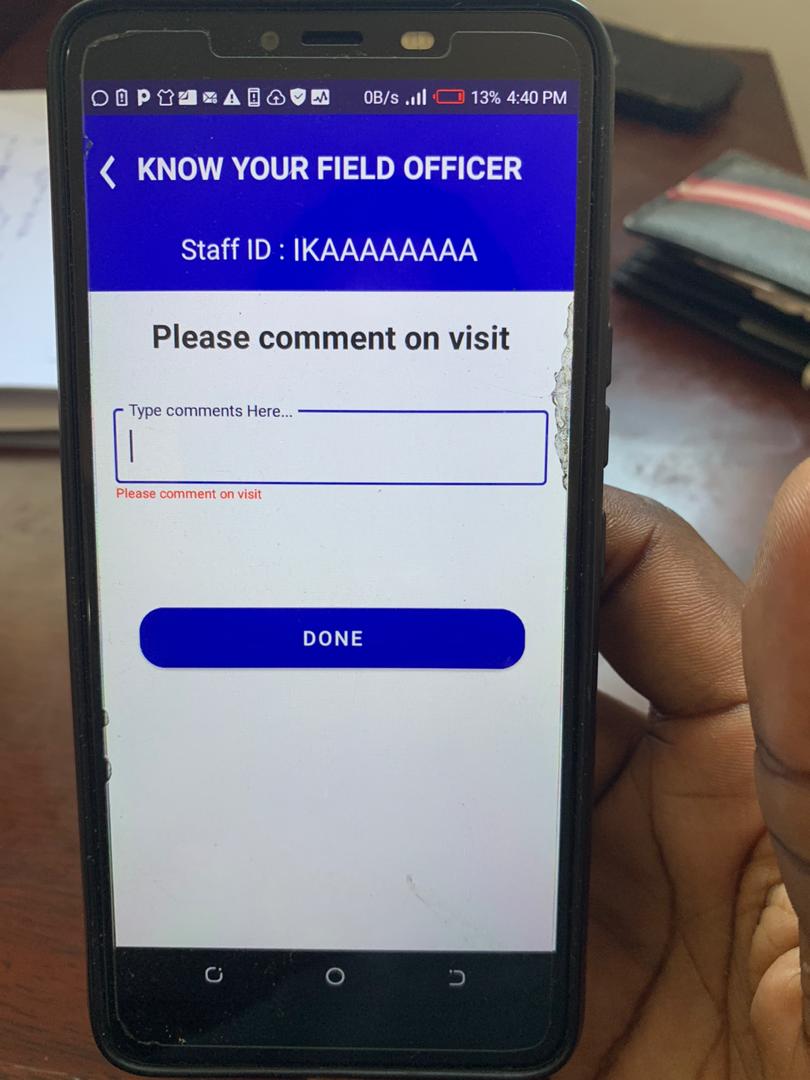 0B/s 13% 4:40 PM
KNOW YOUR FIELD OFFICER
Staff ID : IKAAAAAAAA
Please comment on visit
Type comments Here...
Please comment on visit
DONE